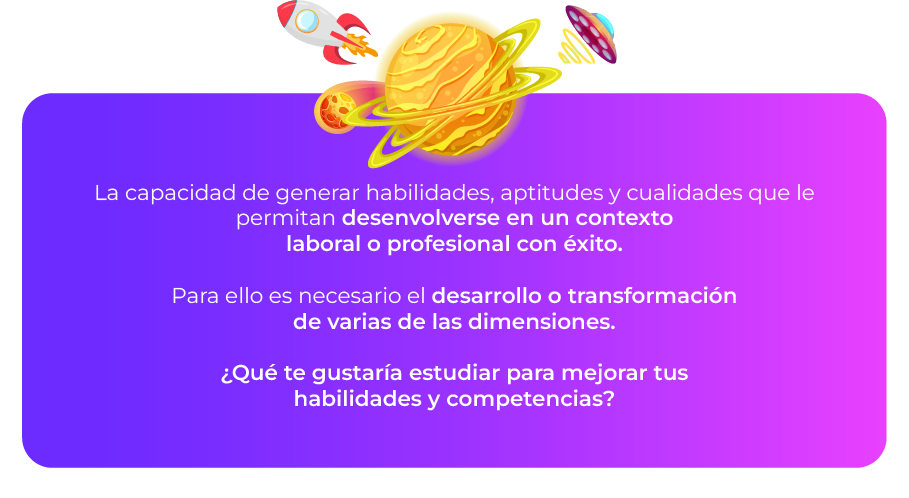 La capacidad de generar habilidades, aptitudes y cualidades que le
permitan desenvolverse en un contexto
laboral o profesional con éxito.
Para ello es necesario el desarrollo o transformación
de varias de las dimensiones.
¿Qué te gustaría estudiar para mejorar tus
habilidades y competencias?